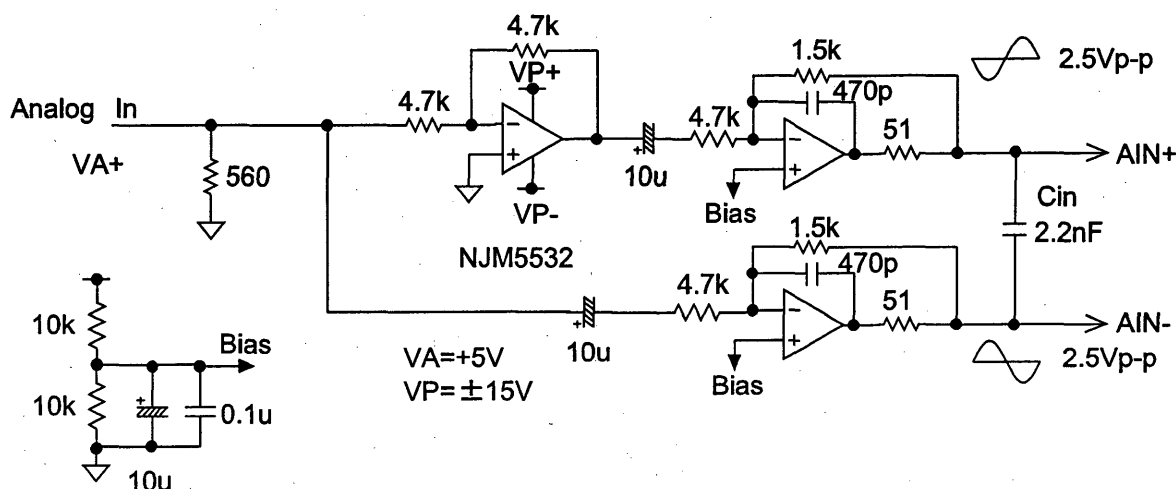 4.7k
VP+
1.5k
2.5Vp-p
Analog In
4.7k
4.7k
470p
51
−
+
−
+
AIN+
VA+
560
+
10u
Bias
VP-
NJM5532
Cin
2.2nF
1.5k
4.7k
470p
51
−
+
AIN-
+
10u
Bias
2.5Vp-p
10k
Bias
10k
+
0.1u
10u
VA=+5V
VP=±15V